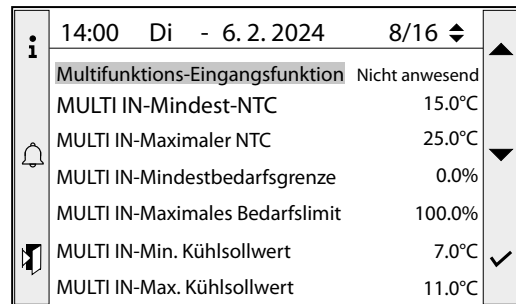 i
14:00 Di - 6. 2. 2024 8/16
Multifunktions-Eingangsfunktion Nicht anwesend
MULTI IN-Mindest-NTC 15.0°C
MULTI IN-Maximaler NTC 25.0°C
MULTI IN-Mindestbedarfsgrenze 0.0%
MULTI IN-Maximales Bedarfslimit 100.0%
MULTI IN-Min. Kühlsollwert 7.0°C
MULTI IN-Max. Kühlsollwert 11.0°C